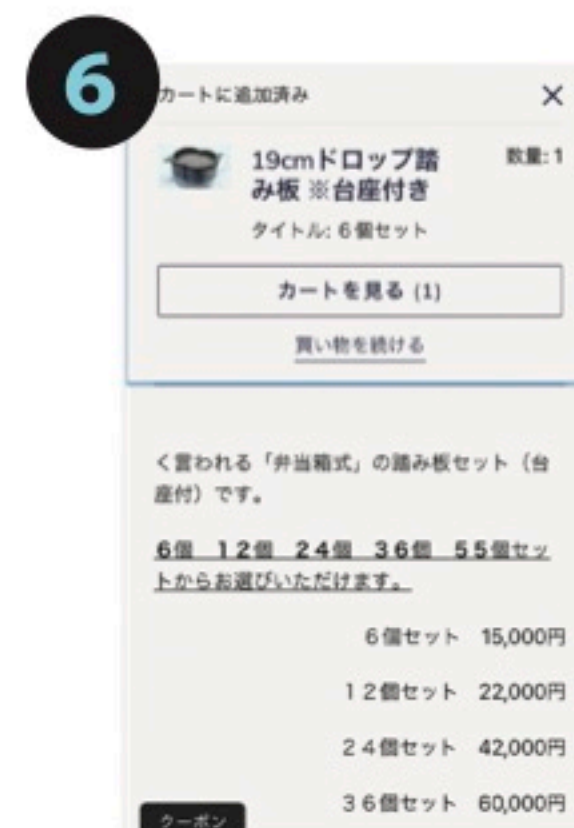 6
カートに追加済み ×
19cmドロップ踏
み板 ※台座付き
数量: 1
タイトル: 6個セット
カートを見る (1)
買い物を続ける
く言われる「弁当箱式」の踏み板セット（台
座付）です。
6個　12個　24個　36個　55個セッ
トからお選びいただけます。
6個セット　15,000円
12個セット　22,000円
24個セット　42,000円
36個セット　60,000円
クーポン